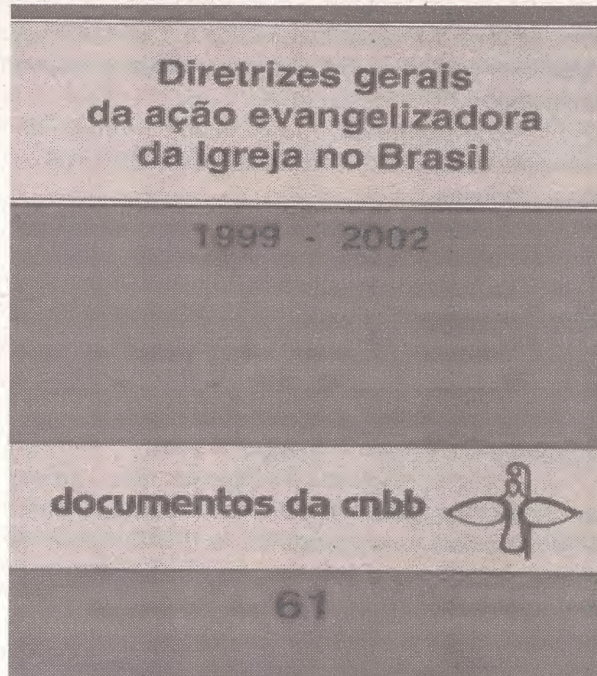 Diretrizes gerais
da ação evangelizadora
da Igreja no Brasil
1999 - 2002
documentos da cnbb
61